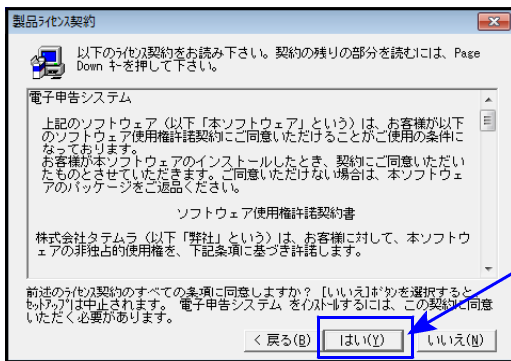 製品ライセンス契約
以下のライセンス契約をお読み下さい。契約の残りの部分を読むには、Page
Down キーを押して下さい。
電子申告システム
上記のソフトウェア（以下「本ソフトウェア」という）は、お客様が以下
のソフトウェア使用権許諾契約にご同意いただけることがご使用の条件に
なっております。
お客様が本ソフトウェアのインストールしたとき、契約にご同意いただい
たものとさせていただきます。ご同意いただけない場合は、本ソフトウェ
アのパッケージをご返品ください。
ソフトウェア使用権許諾契約書
株式会社タテムラ（以下「弊社」という）は、お客様に対して、本ソフトウ
ェアの非独占的使用権を、下記条項に基づき許諾します。
前述のライセンス契約のすべての条項に同意しますか？ [いいえ]ボタンを選択すると、
セットアップは中止されます。 電子申告システム をインストールするには、この契約に同意
いただく必要があります。
< 戻る(B)
はい(Y)
いいえ(N)